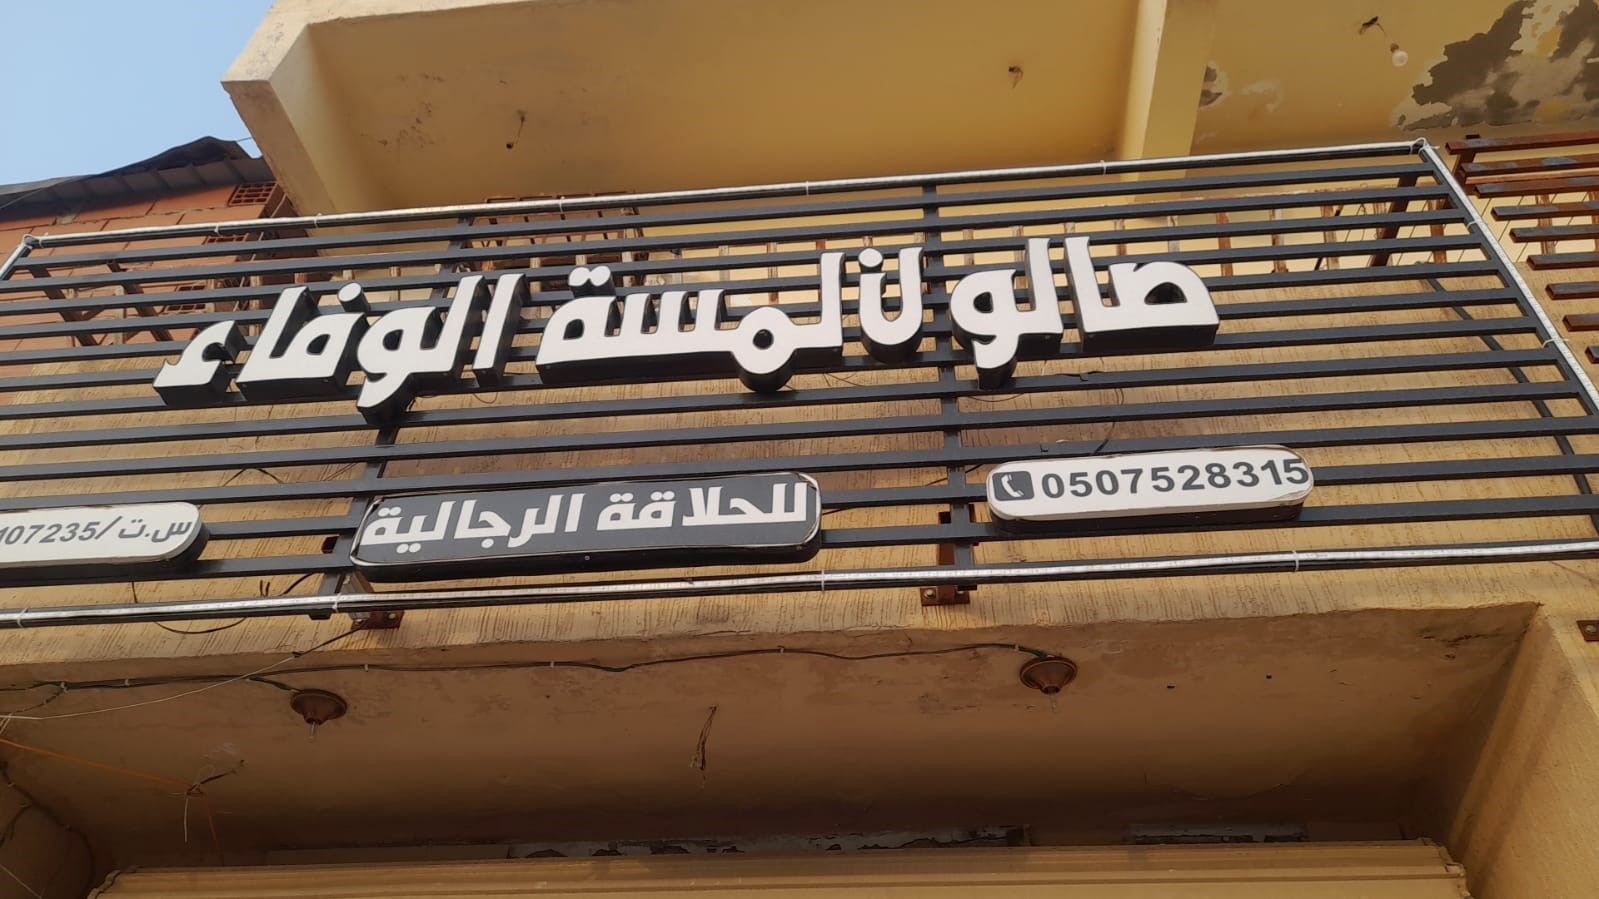 صالون لمسة الوفاء
0507528315
للحلاقة الرجالية
س.ت/107235